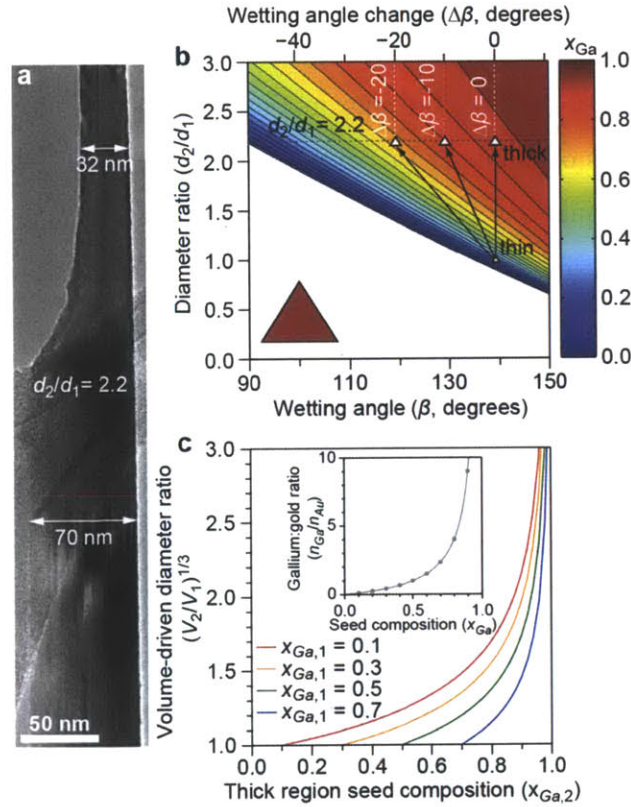 a
32 nm
d2/d1= 2.2
70 nm
50 nm
Wetting angle change (Δβ, degrees)
−40
−20
0
b
xGa
Diameter ratio (d2/d1)
3.0
2.5
2.0
1.5
1.0
0.5
0.0
Δβ=-20
Δβ=-10
Δβ= 0
d2/d1= 2.2
thick
thin
90
110
130
150
Wetting angle (β, degrees)
1.0
0.8
0.6
0.4
0.2
0.0
c
Volume-driven diameter ratio
(V2/V1)1/3
3.0
2.5
2.0
1.5
1.0
Gallium:gold ratio
(nGa/nAu)
10
5
0
0.0
0.5
1.0
Seed composition (xGa)
xGa,1 = 0.1
xGa,1 = 0.3
xGa,1 = 0.5
xGa,1 = 0.7
0.0 0.2 0.4 0.6 0.8 1.0
Thick region seed composition (xGa,2)